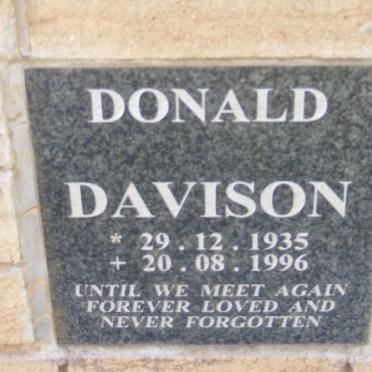 DONALD
DAVISON
* 29.12.1935
+ 20.08.1996
UNTIL WE MEET AGAIN
FOREVER LOVED AND
NEVER FORGOTTEN